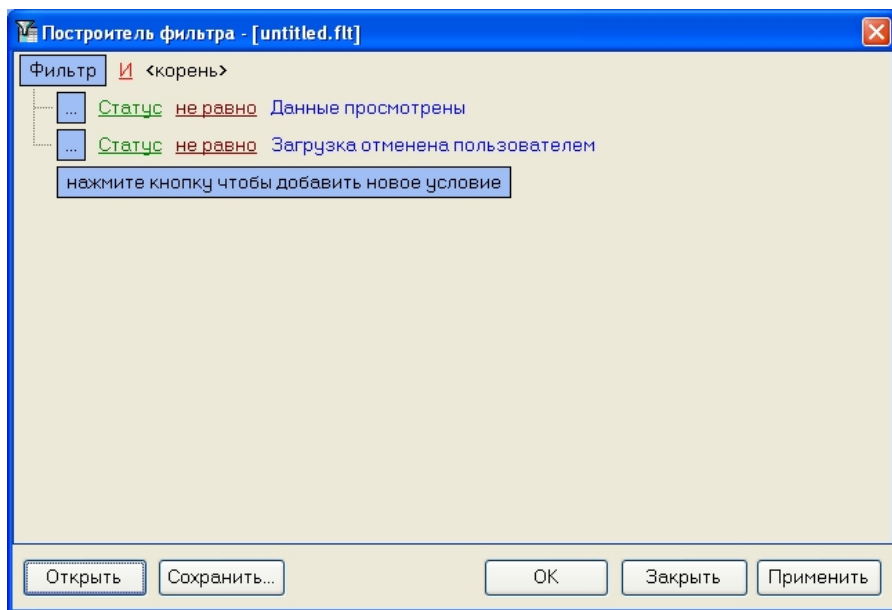 Построитель фильтра - [untitled.flt]
Фильтр И <корень>
... Статус не равно Данные просмотрены
... Статус не равно Загрузка отменена пользователем
нажмите кнопку чтобы добавить новое условие
Открыть Сохранить... OK Закрыть Применить